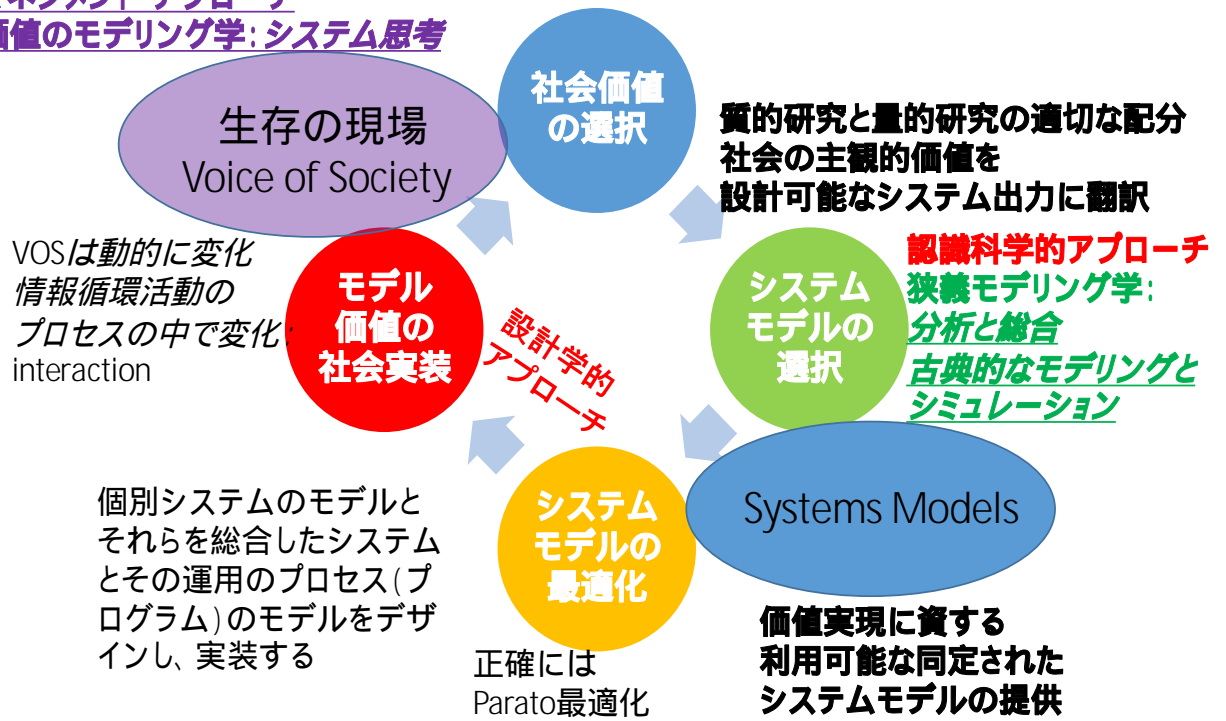 価値のモデリング学:システム思考
生存の現場
Voice of Society
社会価値
の選択
質的研究と量的研究の適切な配分
社会の主観的価値を
設計可能なシステム出力に翻訳
VOSは動的に変化
情報循環活動の
プロセスの中で変化:
interaction
モデル
価値の
社会実装
設計学的
アプローチ
システム
モデルの
選択
認識科学的アプローチ
狭義モデリング学:
分析と総合
古典的なモデリングと
シミュレーション
個別システムのモデルと
それらを総合したシステム
とその運用のプロセス(プ
ログラム)のモデルをデザ
インし、実装する
システム
モデルの
最適化
Systems Models
正確には
Parato最適化
価値実現に資する
利用可能な同定された
システムモデルの提供